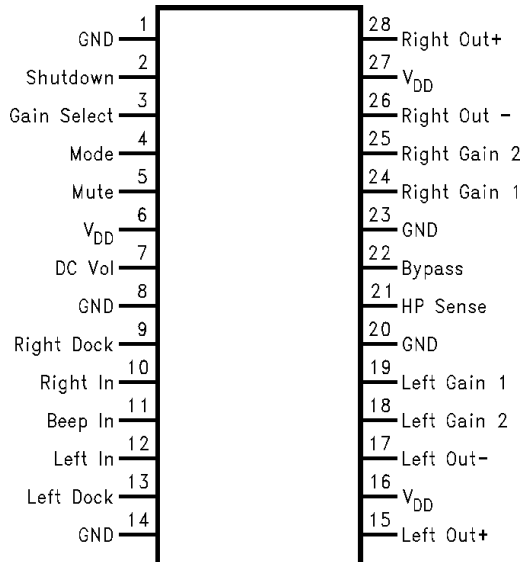 1 28
GND Right Out+
2 27
Shutdown VDD
3 26
Gain Select Right Out -
4 25
Mode Right Gain 2
5 24
Mute Right Gain 1
6 23
VDD GND
7 22
DC Vol Bypass
8 21
GND HP Sense
9 20
Right Dock GND
10 19
Right In Left Gain 1
11 18
Beep In Left Gain 2
12 17
Left In Left Out-
13 16
Left Dock VDD
14 15
GND Left Out+